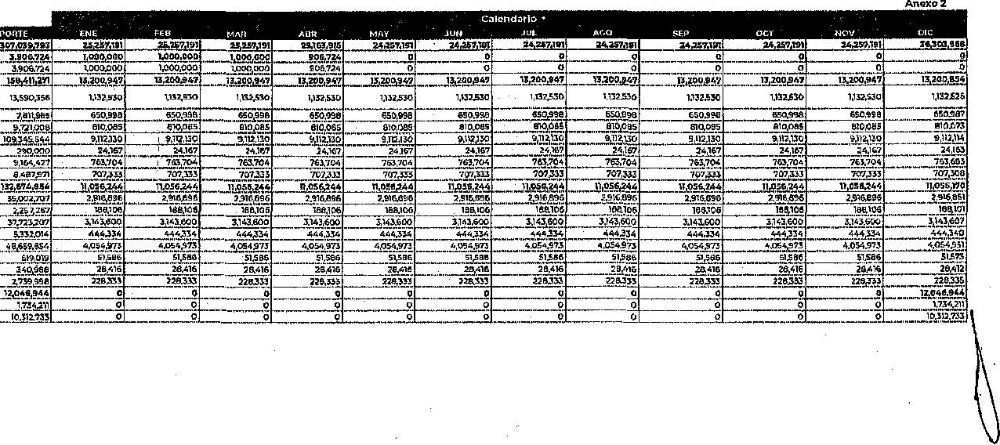 Anexo 2
Calendario *
PORTE ENE FEB MAR ABR MAY JUN JUL AGO SEP OCT NOV DIC
307,039,793 25,257,191 25,257,191 25,257,191 25,163,915 24,257,191 24,257,191 24,257,191 24,257,191 24,257,191 24,257,191 24,257,191 36,303,968
3,906,724 1,000,000 1,000,000 1,000,000 906,724 0 0 0 0 0 0 0 0
3,906,724 1,000,000 1,000,000 1,000,000 906,724 0 0 0 0 0 0 0 0
158,411,271 13,200,947 13,200,947 13,200,947 13,200,947 13,200,947 13,200,947 13,200,947 13,200,947 13,200,947 13,200,947 13,200,947 13,200,854
13,590,356 1,132,530 1,132,530 1,132,530 1,132,530 1,132,530 1,132,530 1,132,530 1,132,530 1,132,530 1,132,530 1,132,530 1,132,526
7,811,965 650,998 650,998 650,998 650,998 650,998 650,998 650,998 650,998 650,998 650,998 650,998 650,987
9,721,008 810,085 810,085 810,085 810,085 810,085 810,085 810,085 810,085 810,085 810,085 810,085 810,073
109,345,544 9,112,130 9,112,130 9,112,130 9,112,130 9,112,130 9,112,130 9,112,130 9,112,130 9,112,130 9,112,130 9,112,130 9,112,114
290,000 24,167 24,167 24,167 24,167 24,167 24,167 24,167 24,167 24,167 24,167 24,167 24,163
9,164,427 763,704 763,704 763,704 763,704 763,704 763,704 763,704 763,704 763,704 763,704 763,704 763,683
8,487,971 707,333 707,333 707,333 707,333 707,333 707,333 707,333 707,333 707,333 707,333 707,333 707,308
132,674,854 11,056,244 11,056,244 11,056,244 11,056,244 11,056,244 11,056,244 11,056,244 11,056,244 11,056,244 11,056,244 11,056,244 11,056,170
35,002,707 2,916,896 2,916,896 2,916,896 2,916,896 2,916,896 2,916,896 2,916,896 2,916,896 2,916,896 2,916,896 2,916,896 2,916,851
2,257,267 188,106 188,106 188,106 188,106 188,106 188,106 188,106 188,106 188,106 188,106 188,106 188,101
37,723,207 3,143,600 3,143,600 3,143,600 3,143,600 3,143,600 3,143,600 3,143,600 3,143,600 3,143,600 3,143,600 3,143,600 3,143,607
5,332,014 444,334 444,334 444,334 444,334 444,334 444,334 444,334 444,334 444,334 444,334 444,334 444,340
48,659,654 4,054,973 4,054,973 4,054,973 4,054,973 4,054,973 4,054,973 4,054,973 4,054,973 4,054,973 4,054,973 4,054,973 4,054,951
619,019 51,586 51,586 51,586 51,586 51,586 51,586 51,586 51,586 51,586 51,586 51,586 51,573
340,988 28,416 28,416 28,416 28,416 28,416 28,416 28,416 28,416 28,416 28,416 28,416 28,412
2,739,998 228,333 228,333 228,333 228,333 228,333 228,333 228,333 228,333 228,333 228,333 228,333 228,335
12,046,944 0 0 0 0 0 0 0 0 0 0 0 12,046,944
1,734,211 0 0 0 0 0 0 0 0 0 0 0 1,734,211
10,312,733 0 0 0 0 0 0 0 0 0 0 0 10,312,733